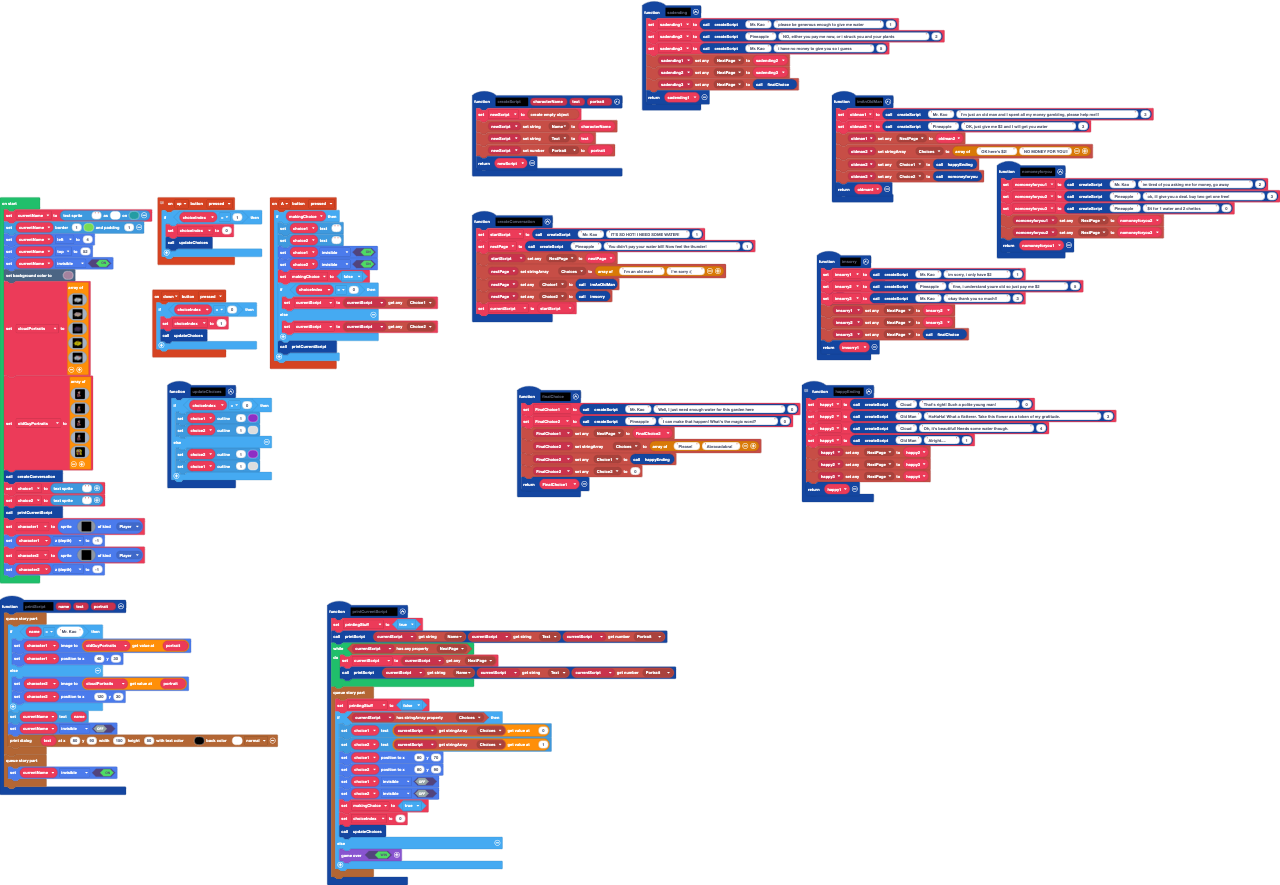 function sadending
set sadending1 to call createScript Mr. Kao please be generous enough to give me water 1
set sadending2 to call createScript Pineapple NO, either you pay me now, or i struck you and your plants 2
set sadending3 to call createScript Mr. Kao I have no money to give you so I guess
sadending1 set any NextPage to sadending2
sadending2 set any NextPage to sadending3
sadending3 set any NextPage to call finalChoice
return sadending1
function createScript characterName text portrait
set newScript to create empty object
newScript set string Name to characterName
newScript set string Text to text
newScript set number Portrait to portrait
return newScript
function
set oldman1 to call createScript Mr. Kao I'm just an old man and I spent all my money gambling, please help me!!! 3
set oldman2 to call createScript Pineapple OK, just give me $2 and I will get you water 3
oldman1 set any NextPage to oldman2
oldman2 set stringArray Choices to array of OK here's $2! NO MONEY FOR YOU!!
oldman2 set any Choice1 to call happyEnding
oldman2 set any Choice2 to call nomoneyforyou
return oldman1
function nomoneyforyou
set nomoneyforyou1 to call createScript Mr. Kao im tired of you asking me for money, go away
set nomoneyforyou2 to call createScript Pineapple ok, ill give you a deal. buy two get one free!
set nomoneyforyou3 to call createScript Pineapple $4 for 1 water and 2 clothes
nomoneyforyou1 set any NextPage to nomoneyforyou2
nomoneyforyou2 set any NextPage to nomoneyforyou3
return nomoneyforyou1
function createConversation
set startScript to call createScript Mr. Kao IT'S SO HOT! I NEED SOME WATER! 1
set nextPage to call createScript Pineapple You didn't pay your water bill! Now feel the thunder! 1
startScript set any NextPage to nextPage
nextPage set stringArray Choices to array of I'm an old man! I'm sorry :(
nextPage set any Choice1 to call imAnOldMan
nextPage set any Choice2 to call imsorry
set currentScript to startScript
function imsorry
set imsorry1 to call createScript Mr. Kao im sorry, i only have $2 1
set imsorry2 to call createScript Pineapple fine, i understand youre old so just pay me $2
set imsorry3 to call createScript Mr. Kao okay thank you so much!!
imsorry1 set any NextPage to imsorry2
imsorry2 set any NextPage to imsorry3
imsorry3 set any NextPage to call finalChoice
return imsorry1
function finalChoice
set FinalChoice1 to call createScript Mr. Kao Well, I just need enough water for this garden here
set FinalChoice2 to call createScript Pineapple I can make that happen! What's the magic word? 0
FinalChoice1 set any NextPage to FinalChoice2
FinalChoice2 set stringArray Choices to array of Please! Abracadabra!
FinalChoice2 set any Choice1 to call happyEnding
FinalChoice2 set any Choice2 to 0
return FinalChoice1
function happyEnding
set happy1 to call createScript Cloud That's right! Such a polite young man! 0
set happy2 to call createScript Old Man HaHaHa! What a flatterer. Take this flower as a token of my gratitude. 3
set happy3 to call createScript Cloud Oh, it's beautiful! Needs some water though. 4
set happy4 to call createScript Old Man Alright... 1
happy1 set any NextPage to happy2
happy2 set any NextPage to happy3
happy3 set any NextPage to happy4
return happy1
on start
set currentName to text sprite
set currentName border 1 and padding 1
set currentName left to
set currentName top to
set currentName invisible
set background color to
set cloudPortraits to array of
set oldGuyPortraits to array of
call createConversation
set choice1 to text sprite
set choice2 to text sprite
call printCurrentScript
set character1 to sprite of kind Player
set character1 z (depth) to -1
set character2 to sprite of kind Player
set character2 z (depth) to -1
on up button pressed
if choiceIndex = 1 then
set choiceIndex to 0
call updateChoices
on down button pressed
if choiceIndex = 0 then
set choiceIndex to 1
call updateChoices
on A button pressed
if makingChoice then
set choice1 text
set choice2 text
set choice1 invisible
set choice2 invisible
set makingChoice to false
if choiceIndex = 0 then
set currentScript to currentScript get any Choice1
else
set currentScript to currentScript get any Choice2
call printCurrentScript
function updateChoices
if choiceIndex = 0 then
set choice1 outline 1
set choice2 outline 1
else
set choice2 outline 1
set choice1 outline 1
function printScript name text portrait
queue story part
if name = Mr. Kao then
set character1 image to oldGuyPortraits get value at portrait
set character1 position to x 40 y 30
else
set character2 image to cloudPortraits get value at portrait
set character2 position to x 120 y 30
set currentName text name
set currentName invisible OFF
print dialog text at x 80 y 90 width 150 height 50 with text color back color normal
queue story part
set currentName invisible
function printCurrentScript
set printingStuff to true
call printScript currentScript get string Name currentScript get string Text currentScript get number Portrait
while currentScript has any property NextPage
do set currentScript to currentScript get any NextPage
call printScript currentScript get string Name currentScript get string Text currentScript get number Portrait
queue story part
set printingStuff to false
if currentScript has stringArray property Choices then
set choice1 text currentScript get stringArray Choices get value at 0
set choice2 text currentScript get stringArray Choices get value at 1
set choice1 position to x 80 y 70
set choice2 position to x 80 y
set choice1 invisible OFF
set choice2 invisible OFF
set makingChoice to true
set choiceIndex to 0
call updateChoices
else
game over